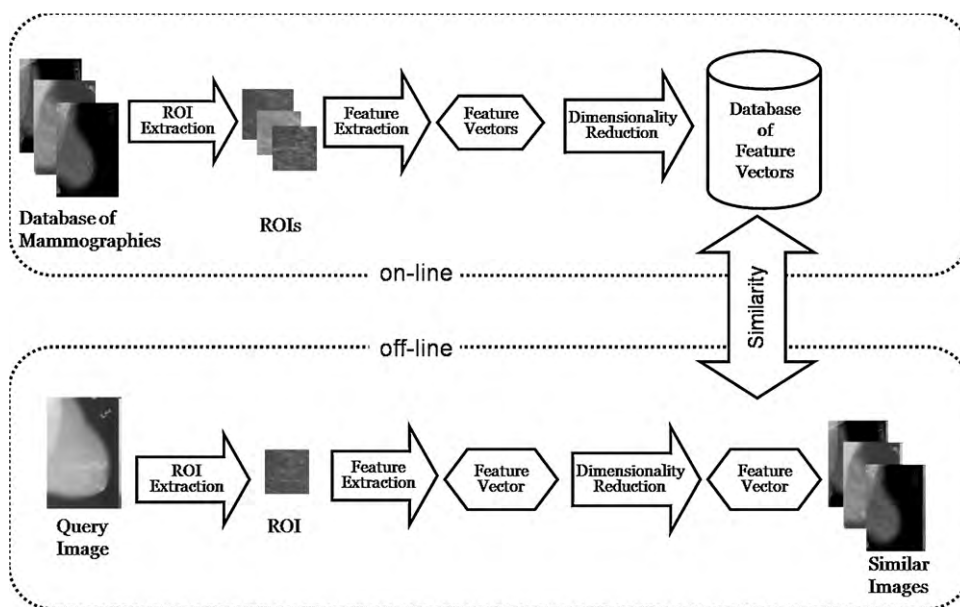 ROI
Extraction
Feature
Extraction
Feature
Vectors
Dimensionality
Reduction
Database
of
Feature
Vectors
Database of
Mammographies
ROIs
on-line
Similarity
off-line
ROI
Extraction
Feature
Extraction
Feature
Vector
Dimensionality
Reduction
Feature
Vector
Query
Image
ROI
Similar
Images